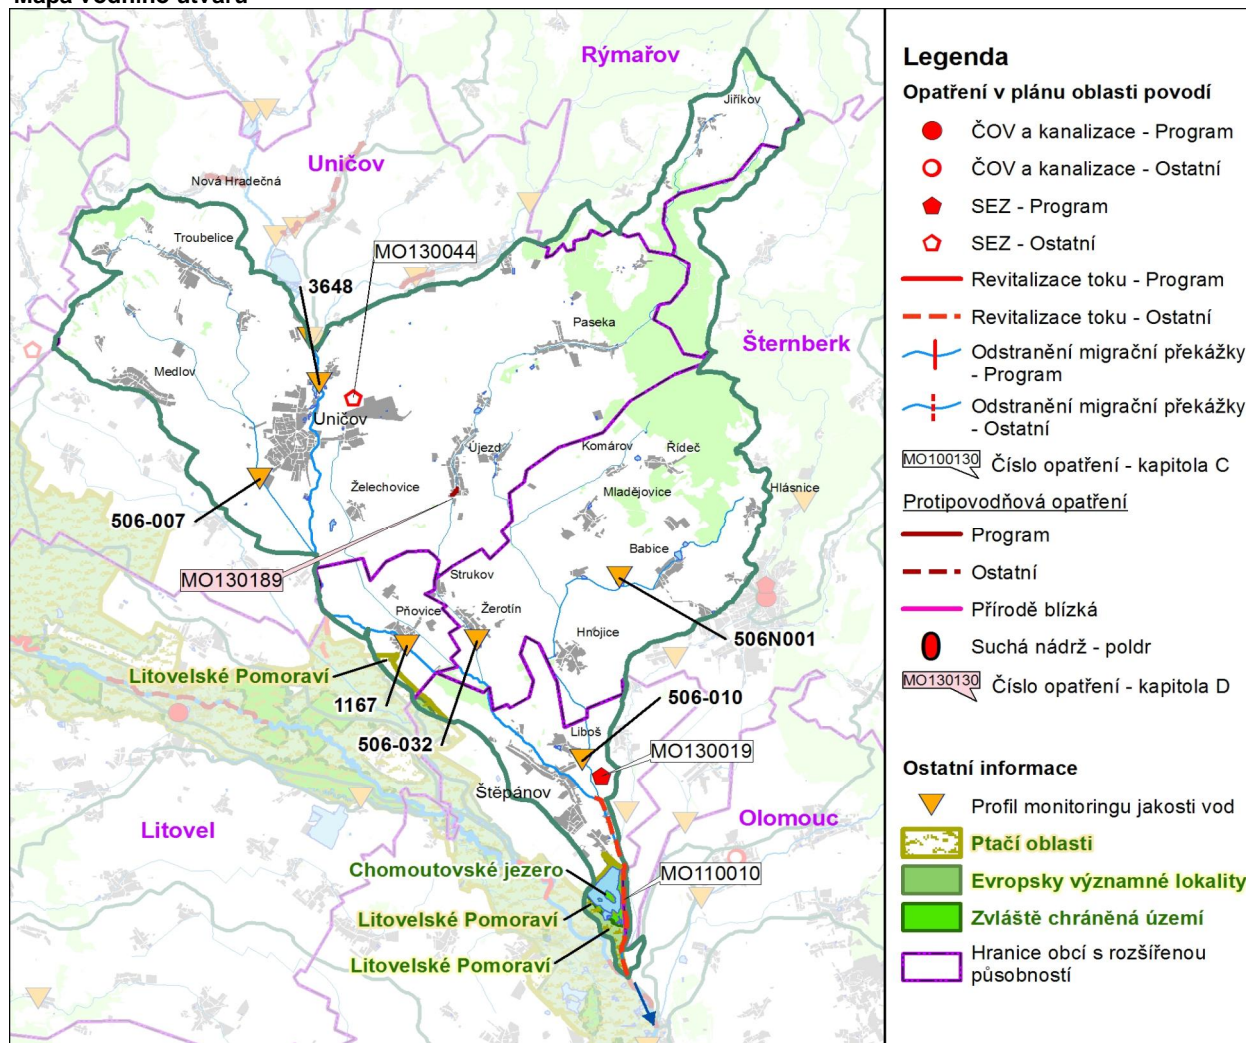 Mapa vodního útvaru
Rýmařov
Jiříkov
Uničov
Nová Hradečná
Troubelice
MO130044
3648
Paseka
Šternberk
Medlov
Uničov
Újezd
Komárov
Řídeč
Želechovice
Mladějovice
Hlásnice
506-007
Babice
MO130189
Strukov
Pňovice
Žerotín
Hnojice
506N001
Litovelské Pomoraví
1167
506-010
506-032
Liboš
MO130019
Štěpánov
Litovel
Olomouc
Chomoutovské jezero
MO110010
Litovelské Pomoraví
Litovelské Pomoraví
Legenda
Opatření v plánu oblasti povodí
ČOV a kanalizace - Program
ČOV a kanalizace - Ostatní
SEZ - Program
SEZ - Ostatní
Revitalizace toku - Program
Revitalizace toku - Ostatní
Odstranění migrační překážky
- Program
Odstranění migrační překážky
- Ostatní
MO100130 Číslo opatření - kapitola C
Protipovodňová opatření
Program
Ostatní
Přírodě blízká
Suchá nádrž - poldr
MO130130 Číslo opatření - kapitola D
Ostatní informace
Profil monitoringu jakosti vod
Ptačí oblasti
Evropsky významné lokality
Zvláště chráněná území
Hranice obcí s rozšířenou
působností